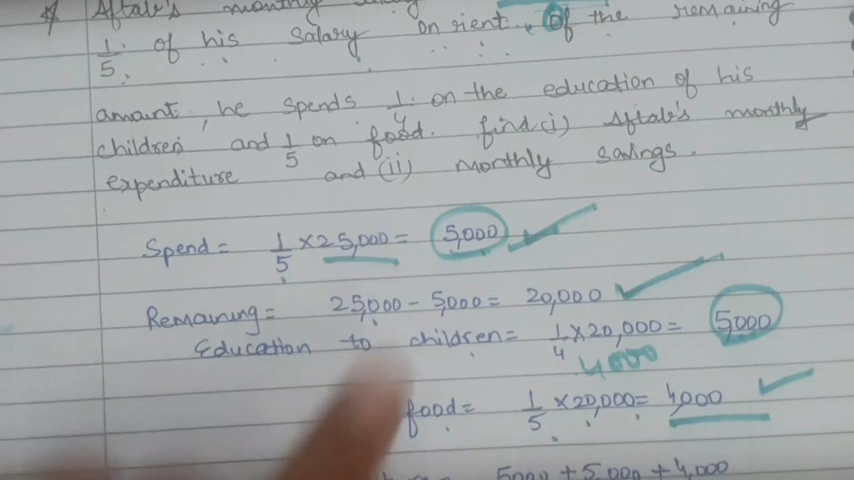 Aftab's monthly
1/5 of his salary on rient. Of the remaining
amount, he spends 1/4 on the education of his
children and 1/5 on food. find (i) Aftab's monthly
expenditure and (ii) monthly savings.
Spend = 1/5 × 25,000 = 5,000
Remaining = 25,000 - 5,000 = 20,000
Education to children = 1/4 × 20,000 = 5,000
4000
food = 1/5 × 20,000 = 4,000
5000 + 5,000 + 4,000